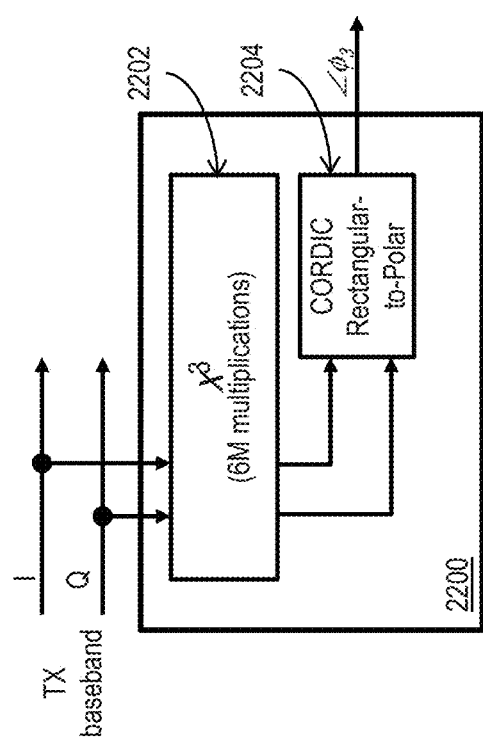 TX
baseband
I
Q
X³
(6M multiplications)
2202
CORDIC
Rectangular-
to-Polar
2204
∠ϕ₃
2200